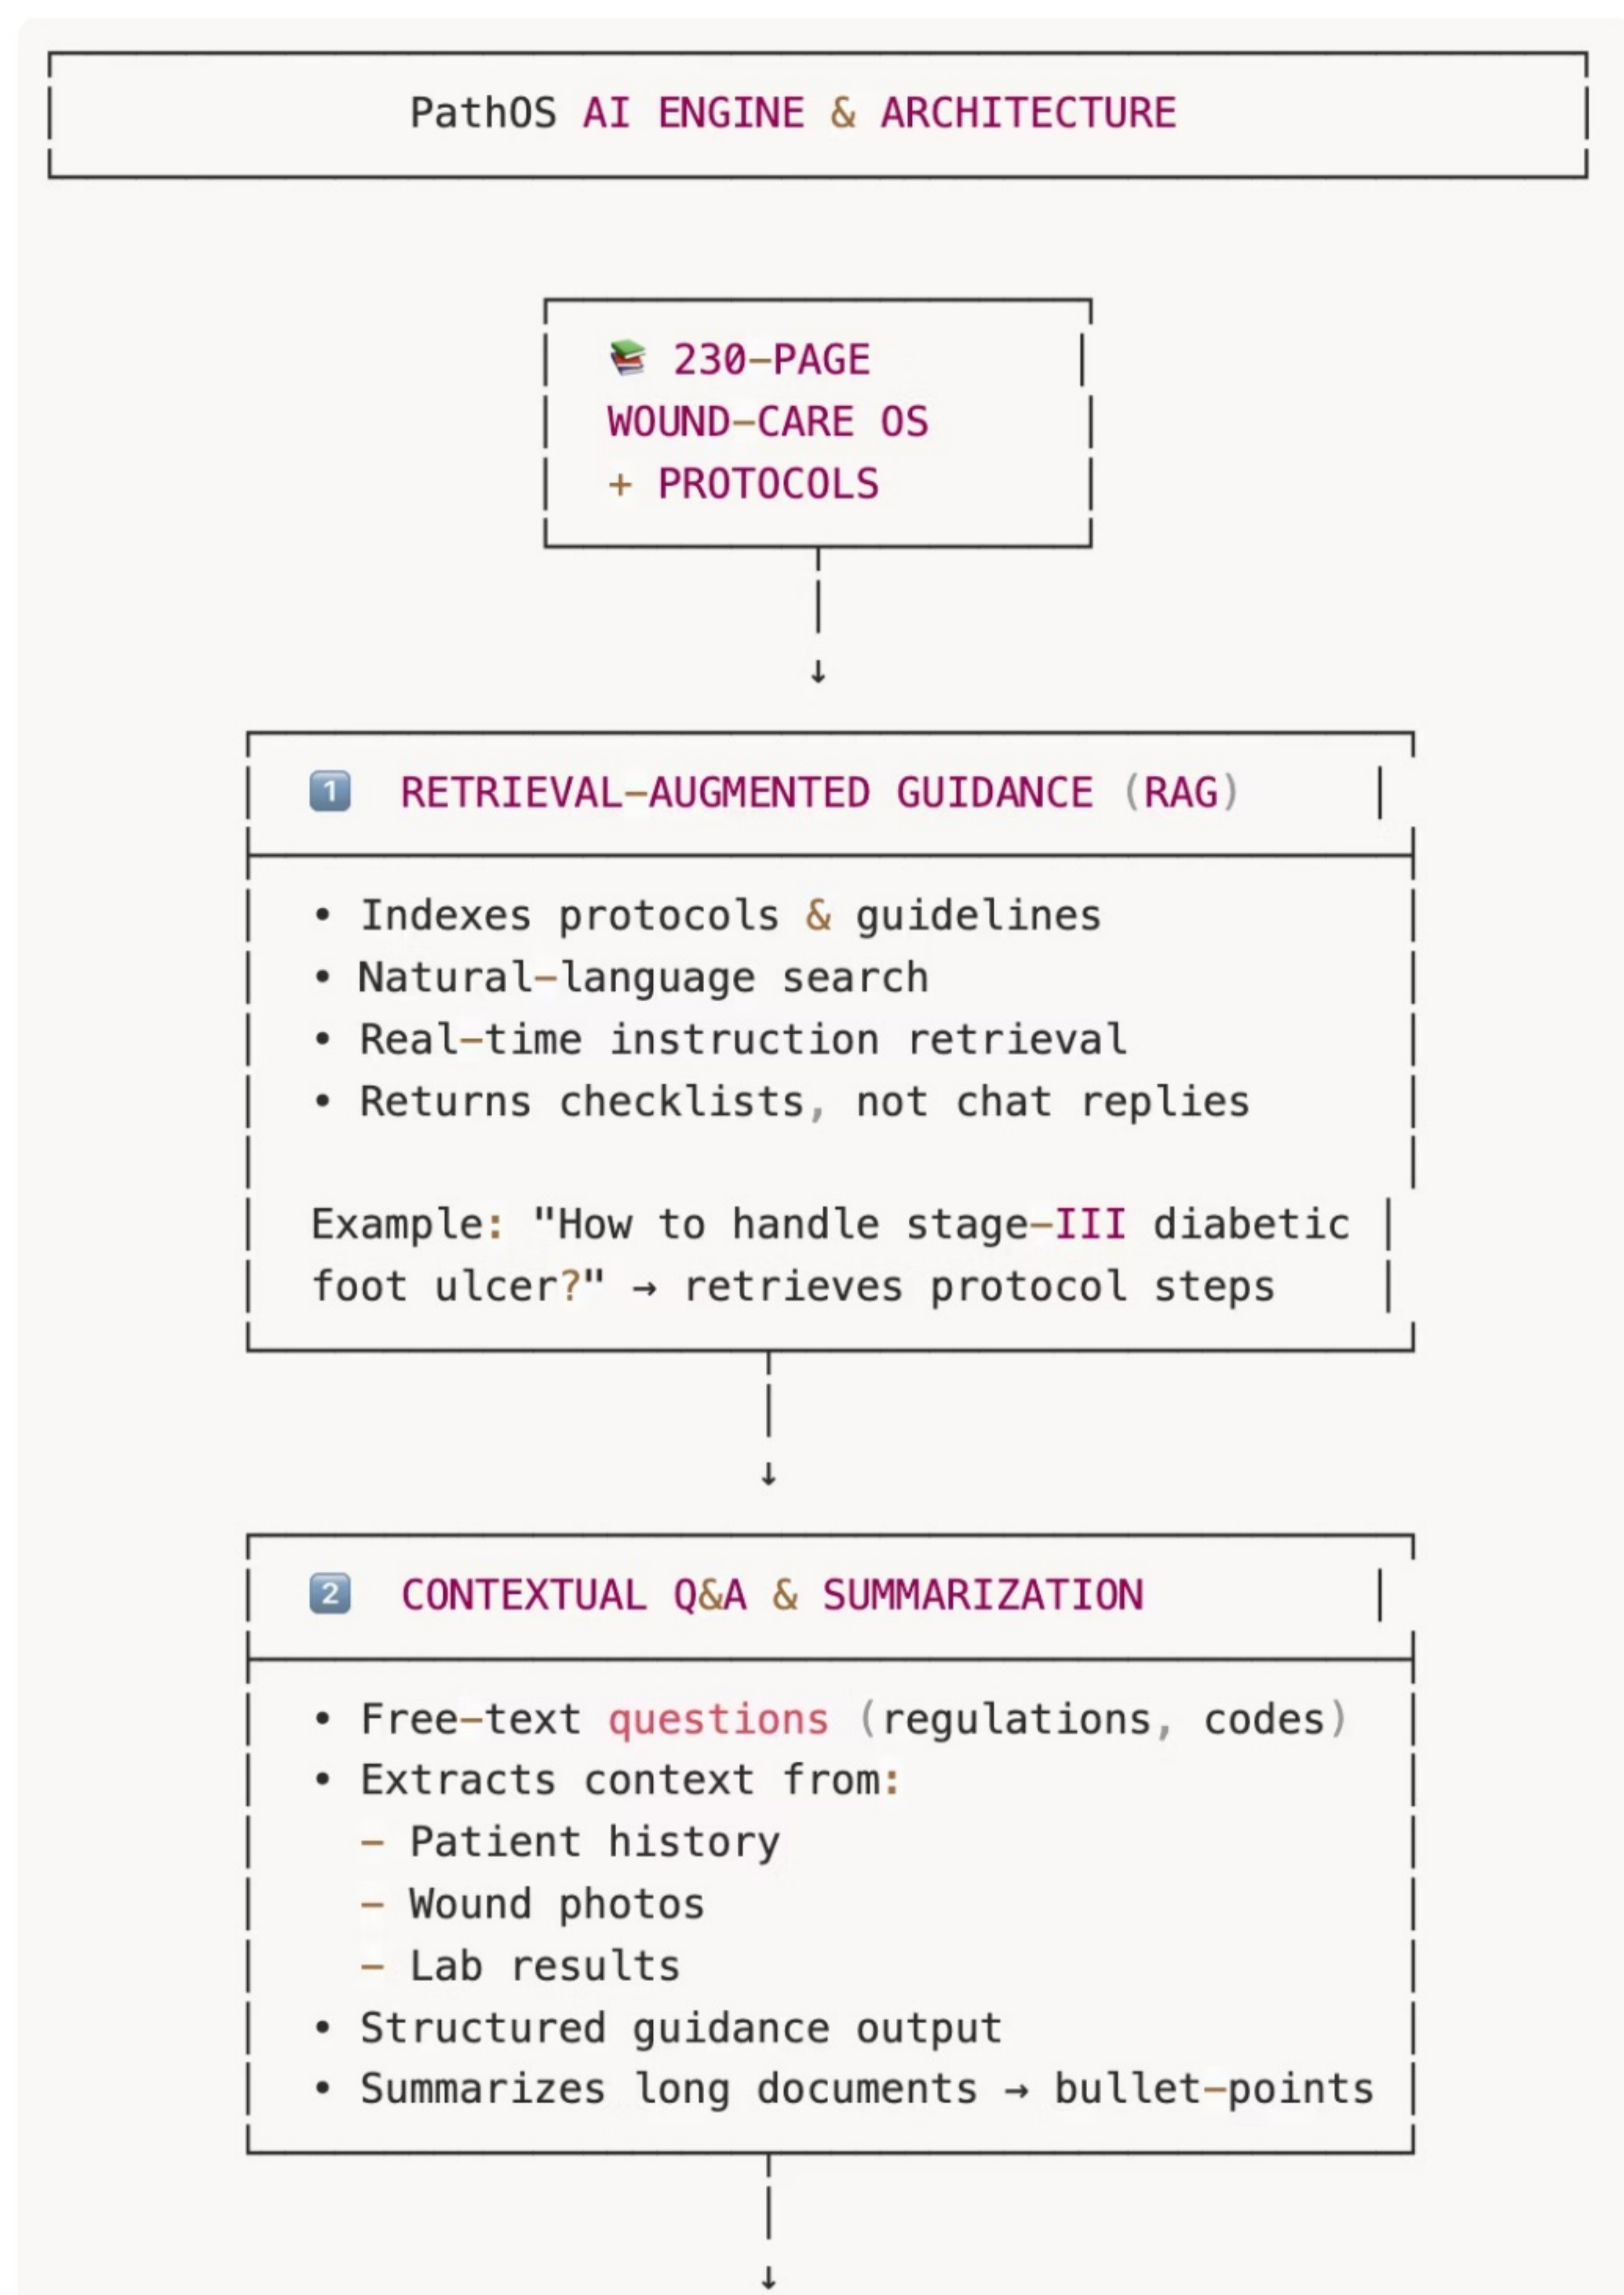 PathOS AI ENGINE & ARCHITECTURE
📚 230-PAGE
WOUND-CARE OS
+ PROTOCOLS
↓
1️⃣ RETRIEVAL-AUGMENTED GUIDANCE (RAG)
• Indexes protocols & guidelines
• Natural-language search
• Real-time instruction retrieval
• Returns checklists, not chat replies
Example: "How to handle stage-III diabetic
foot ulcer?" → retrieves protocol steps
↓
2️⃣ CONTEXTUAL Q&A & SUMMARIZATION
• Free-text questions (regulations, codes)
• Extracts context from:
- Patient history
- Wound photos
- Lab results
• Structured guidance output
• Summarizes long documents → bullet-points
↓